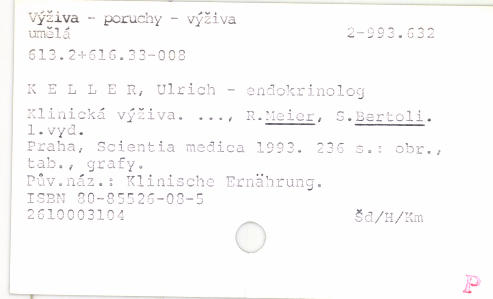 Výživa - poruchy - výživa
umělá 2-993.632
613.2+616.33-008
K E L L E R, Ulrich - endokrinolog
Klinická výživa. ..., R.Meier, S.Bertoli.
1.vyd.
Praha, Scientia medica 1993. 236 s.: obr.,
tab., grafy.
Pův.náz.: Klinische Ernährung.
ISBN 80-85526-08-5
2610003104 Šd/H/Km
P